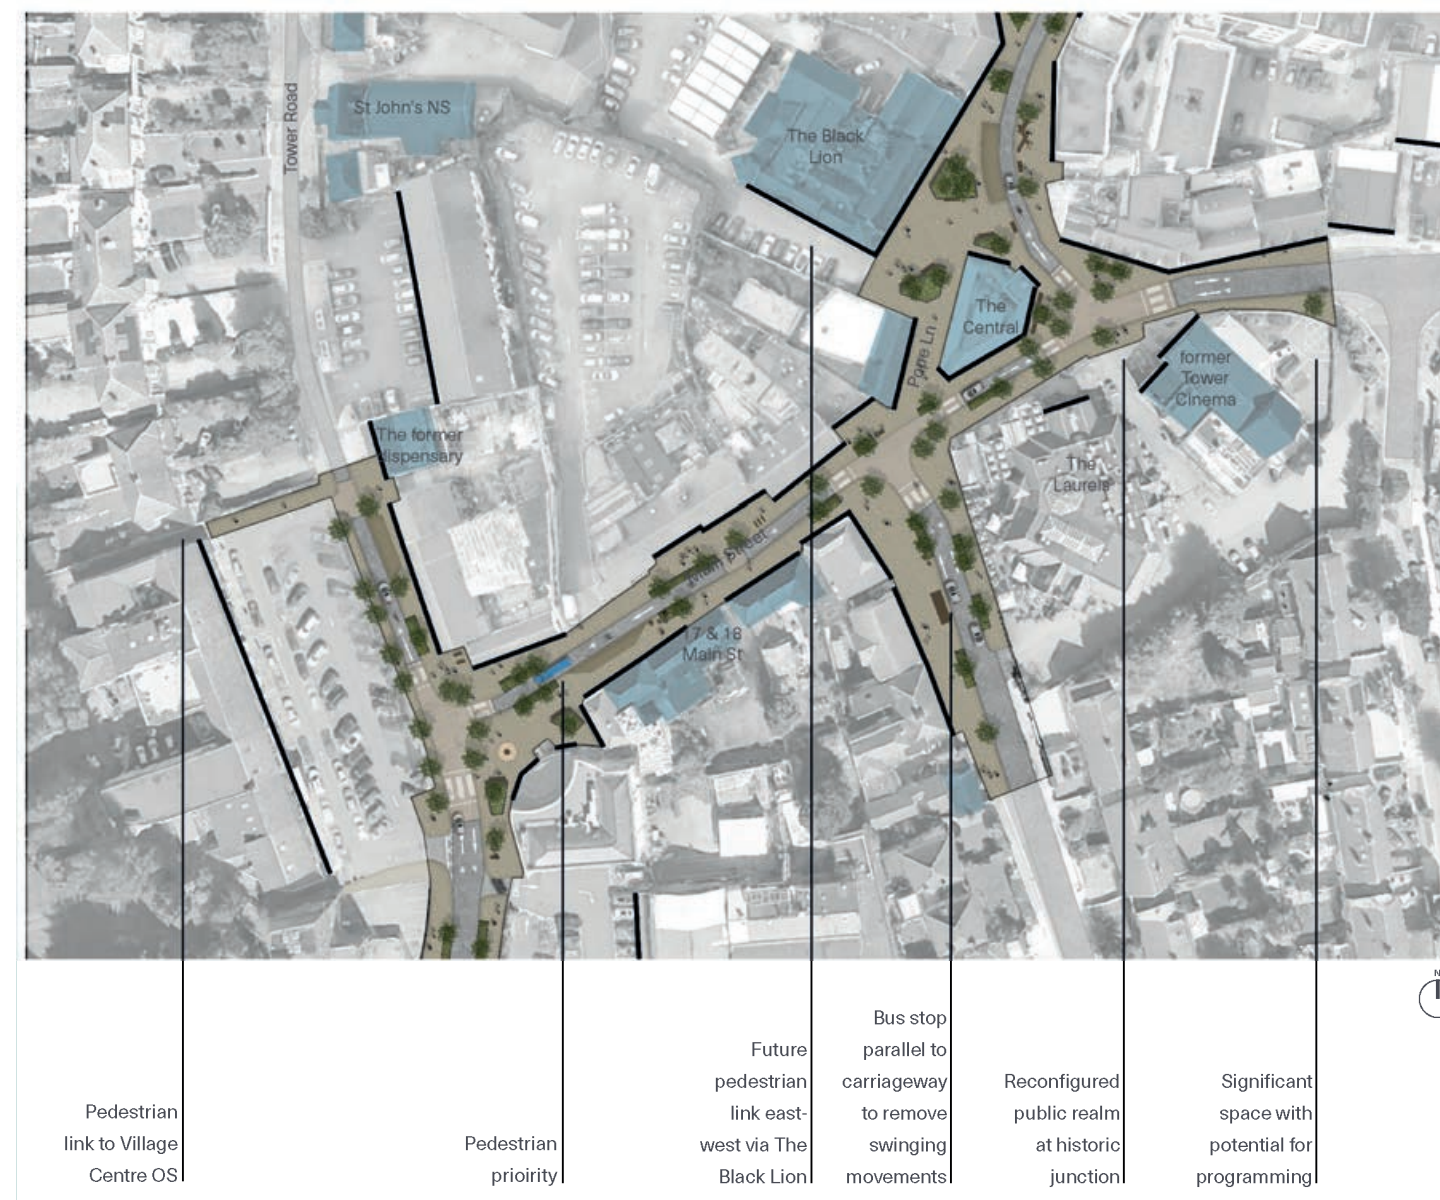 Tower Road
St John's NS
The Black
Lion
The
Central
Pope Ln
former
Tower
Cinema
The former
dispensary
The
Laurels
Main Street
17 & 18
Main St
N
Pedestrian
link to Village
Centre OS
Pedestrian
prioirity
Future
pedestrian
link east-
west via The
Black Lion
Bus stop
parallel to
carriageway
to remove
swinging
movements
Reconfigured
public realm
at historic
junction
Significant
space with
potential for
programming